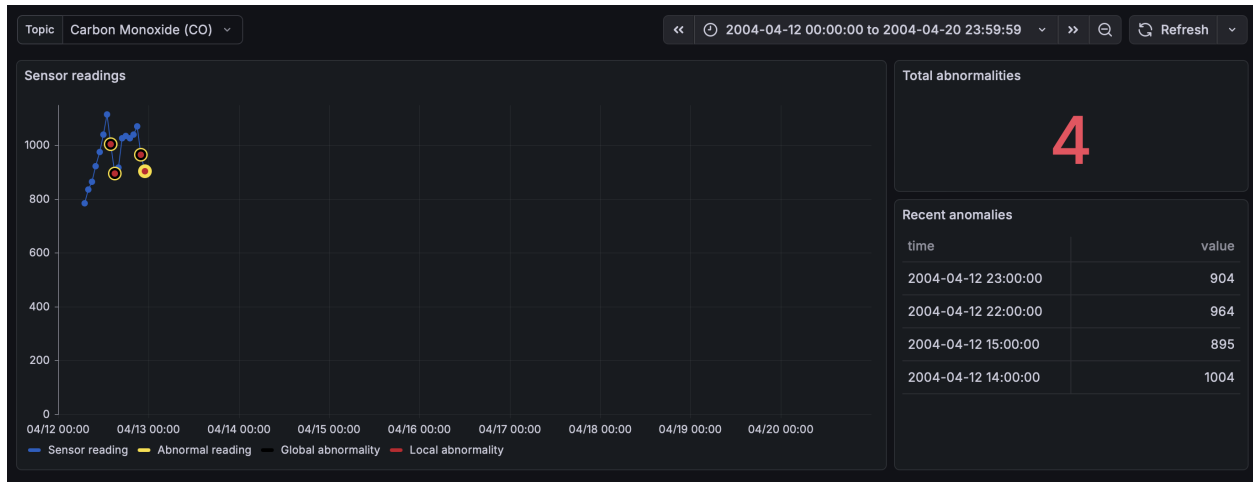 Topic Carbon Monoxide (CO)
2004-04-12 00:00:00 to 2004-04-20 23:59:59
Refresh
Sensor readings
1000
800
600
400
200
0
04/12 00:00 04/13 00:00 04/14 00:00 04/15 00:00 04/16 00:00 04/17 00:00 04/18 00:00 04/19 00:00 04/20 00:00
Sensor reading Abnormal reading Global abnormality Local abnormality
Total abnormalities
4
Recent anomalies
time value
2004-04-12 23:00:00 904
2004-04-12 22:00:00 964
2004-04-12 15:00:00 895
2004-04-12 14:00:00 1004